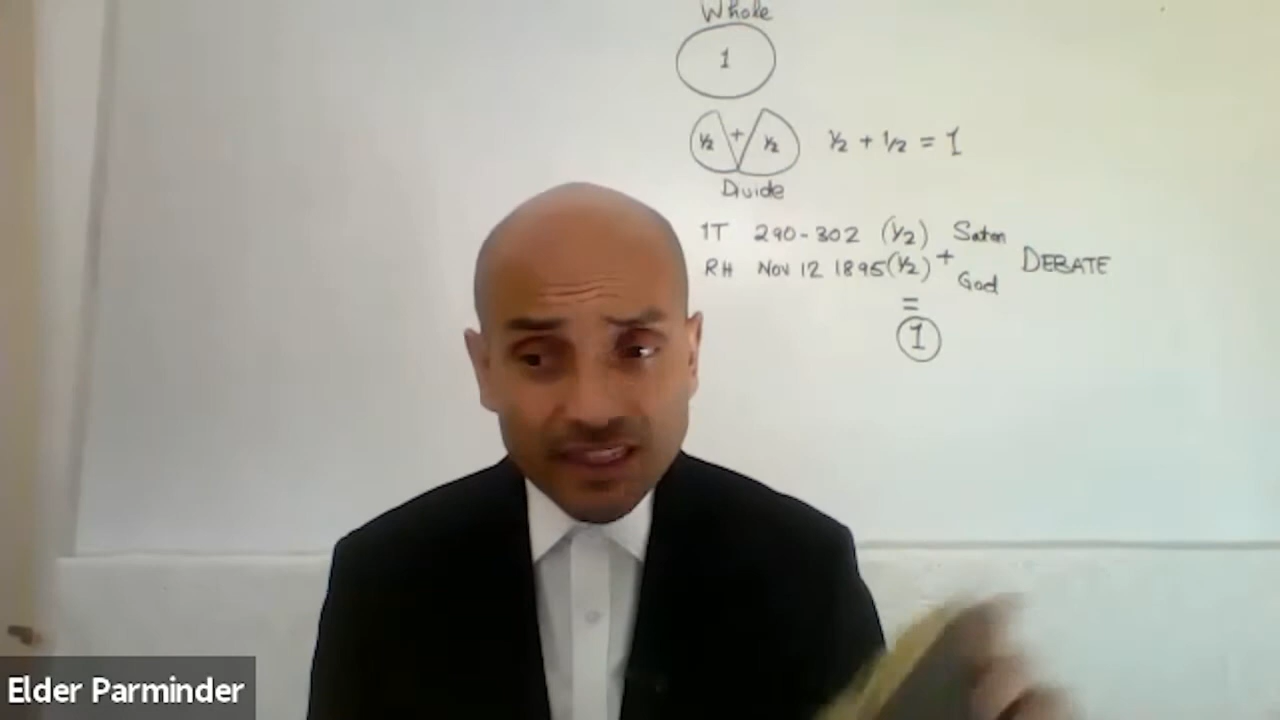 Whole
1
½ + ½ ½ + 1/2 = 1
Divide
1T 290-302 (½) Satan
RH Nov 12 1895 (½) + God DEBATE
=
1
Elder Parminder